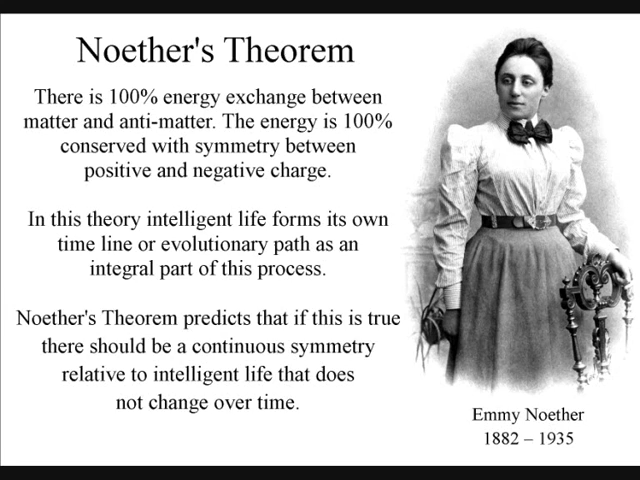 Noether's Theorem
There is 100% energy exchange between
matter and anti-matter. The energy is 100%
conserved with symmetry between
positive and negative charge.
In this theory intelligent life forms its own
time line or evolutionary path as an
integral part of this process.
Noether's Theorem predicts that if this is true
there should be a continuous symmetry
relative to intelligent life that does
not change over time.
Emmy Noether
1882 – 1935